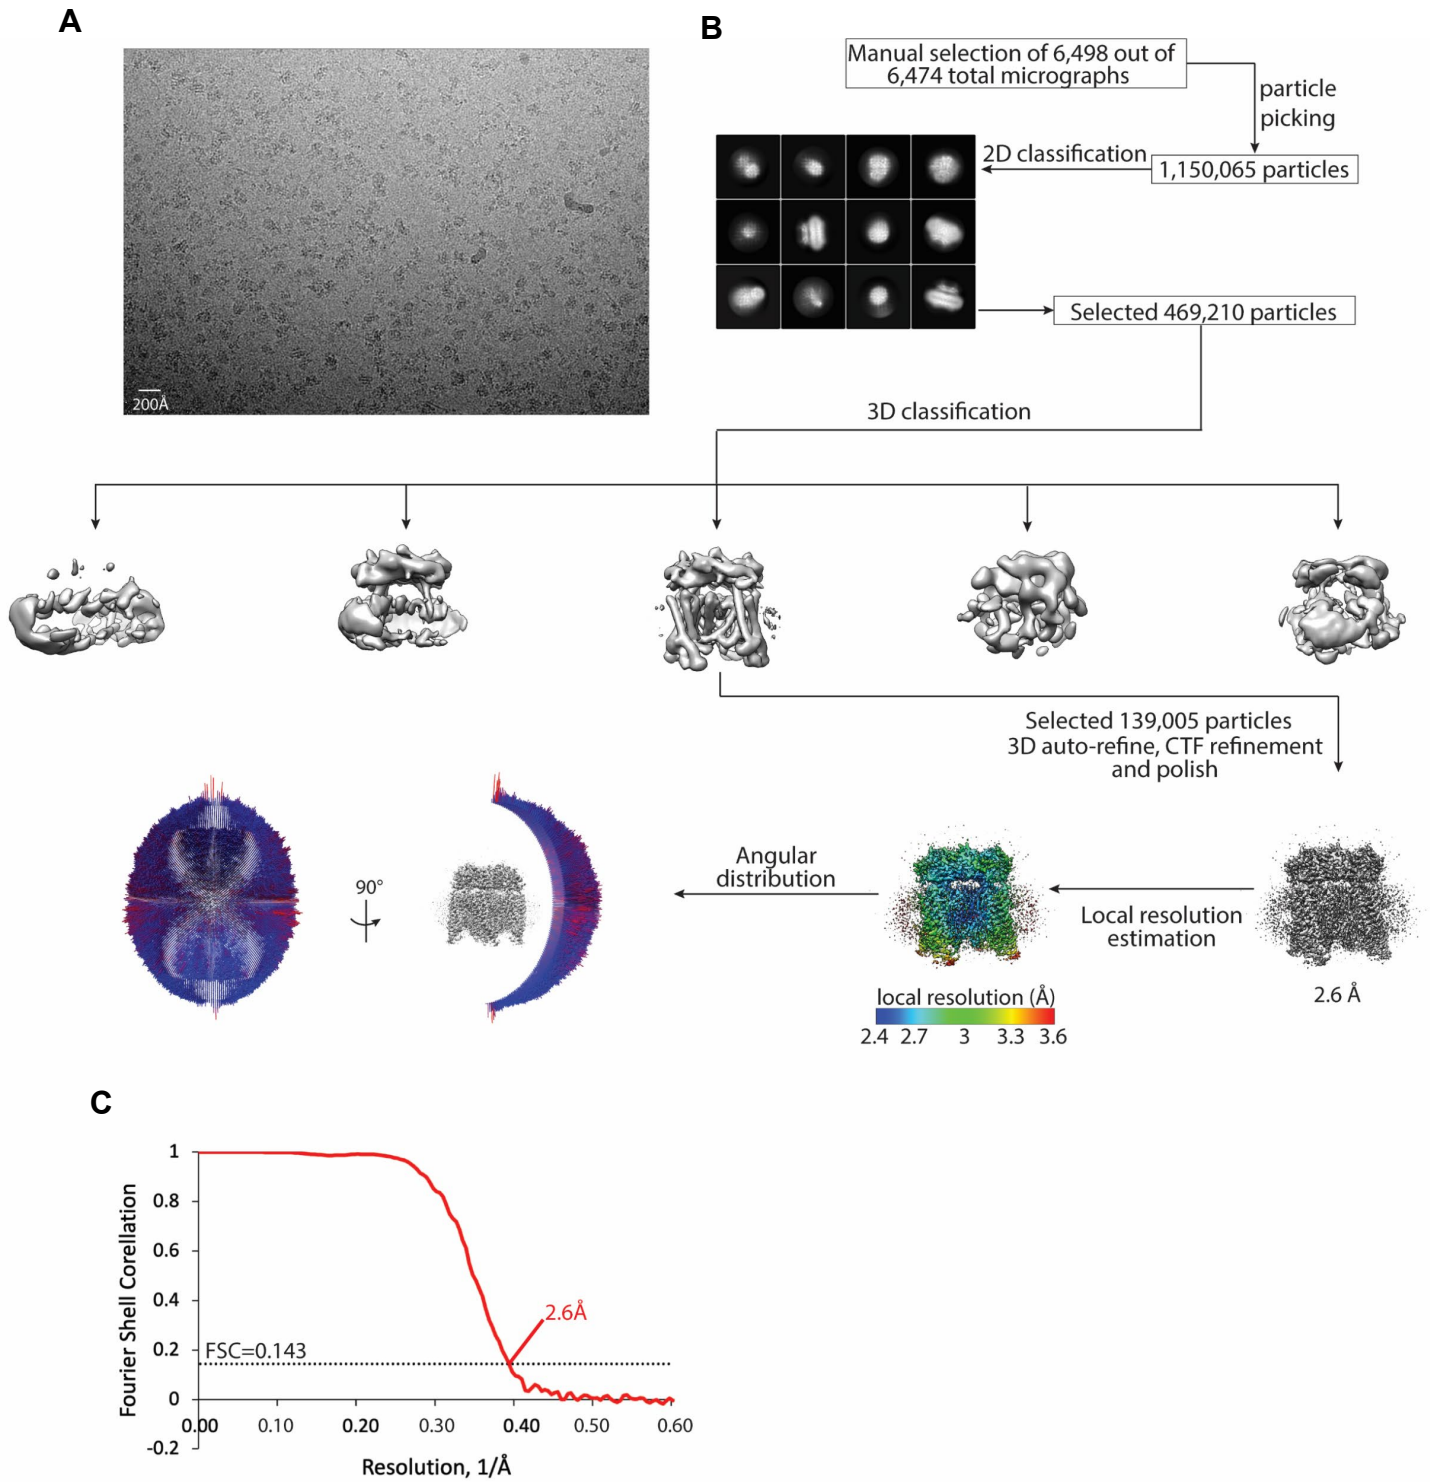 A
B
200Å
Manual selection of 6,498 out of
6,474 total micrographs
particle
picking
2D classification
1,150,065 particles
Selected 469,210 particles
3D classification
Selected 139,005 particles
3D auto-refine, CTF refinement
and polish
90°
Angular
distribution
Local resolution
estimation
2.6 Å
local resolution (Å)
2.4 2.7 3 3.3 3.6
C
Fourier Shell Corellation
1
0.8
0.6
0.4
0.2
0
-0.2
FSC=0.143
2.6Å
0.00 0.10 0.20 0.30 0.40 0.50 0.60
Resolution, 1/Å